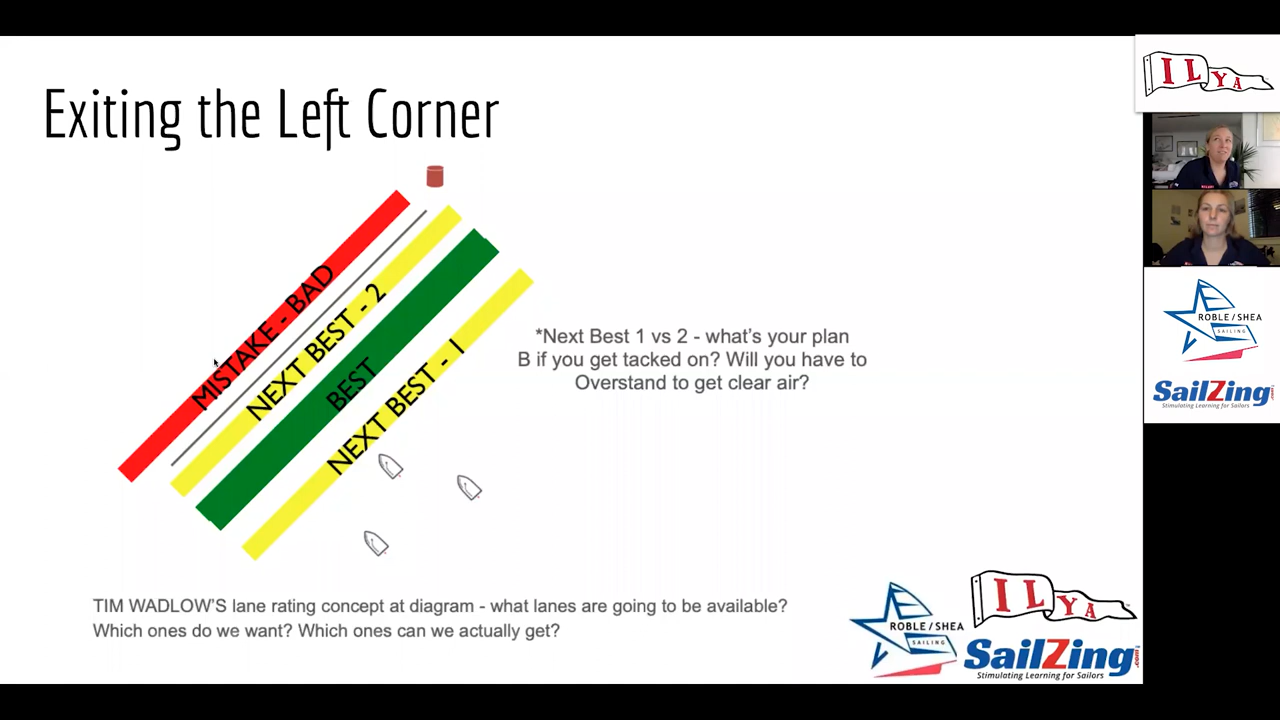 Exiting the Left Corner
MISTAKE - BAD
NEXT BEST - 2
BEST
NEXT BEST - 1
*Next Best 1 vs 2 - what's your plan
B if you get tacked on? Will you have to
Overstand to get clear air?
TIM WADLOW'S lane rating concept at diagram - what lanes are going to be available?
Which ones do we want? Which ones can we actually get?
ROBLE/SHEA
SAILING
ILYA
SailZing
.com
Stimulating Learning for Sailors
ILYA
ROBLE/SHEA
SAILING
SailZing
.com
Stimulating Learning for Sailors